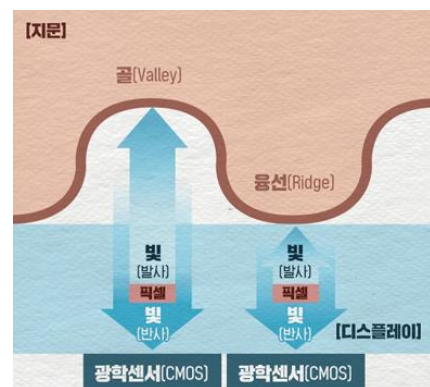 [지문]
골(Valley)
융선(Ridge)
빛
(발사)
픽셀
빛
(반사)
빛
(발사)
픽셀
빛
(반사)
[디스플레이]
광학센서(CMOS)
광학센서(CMOS)